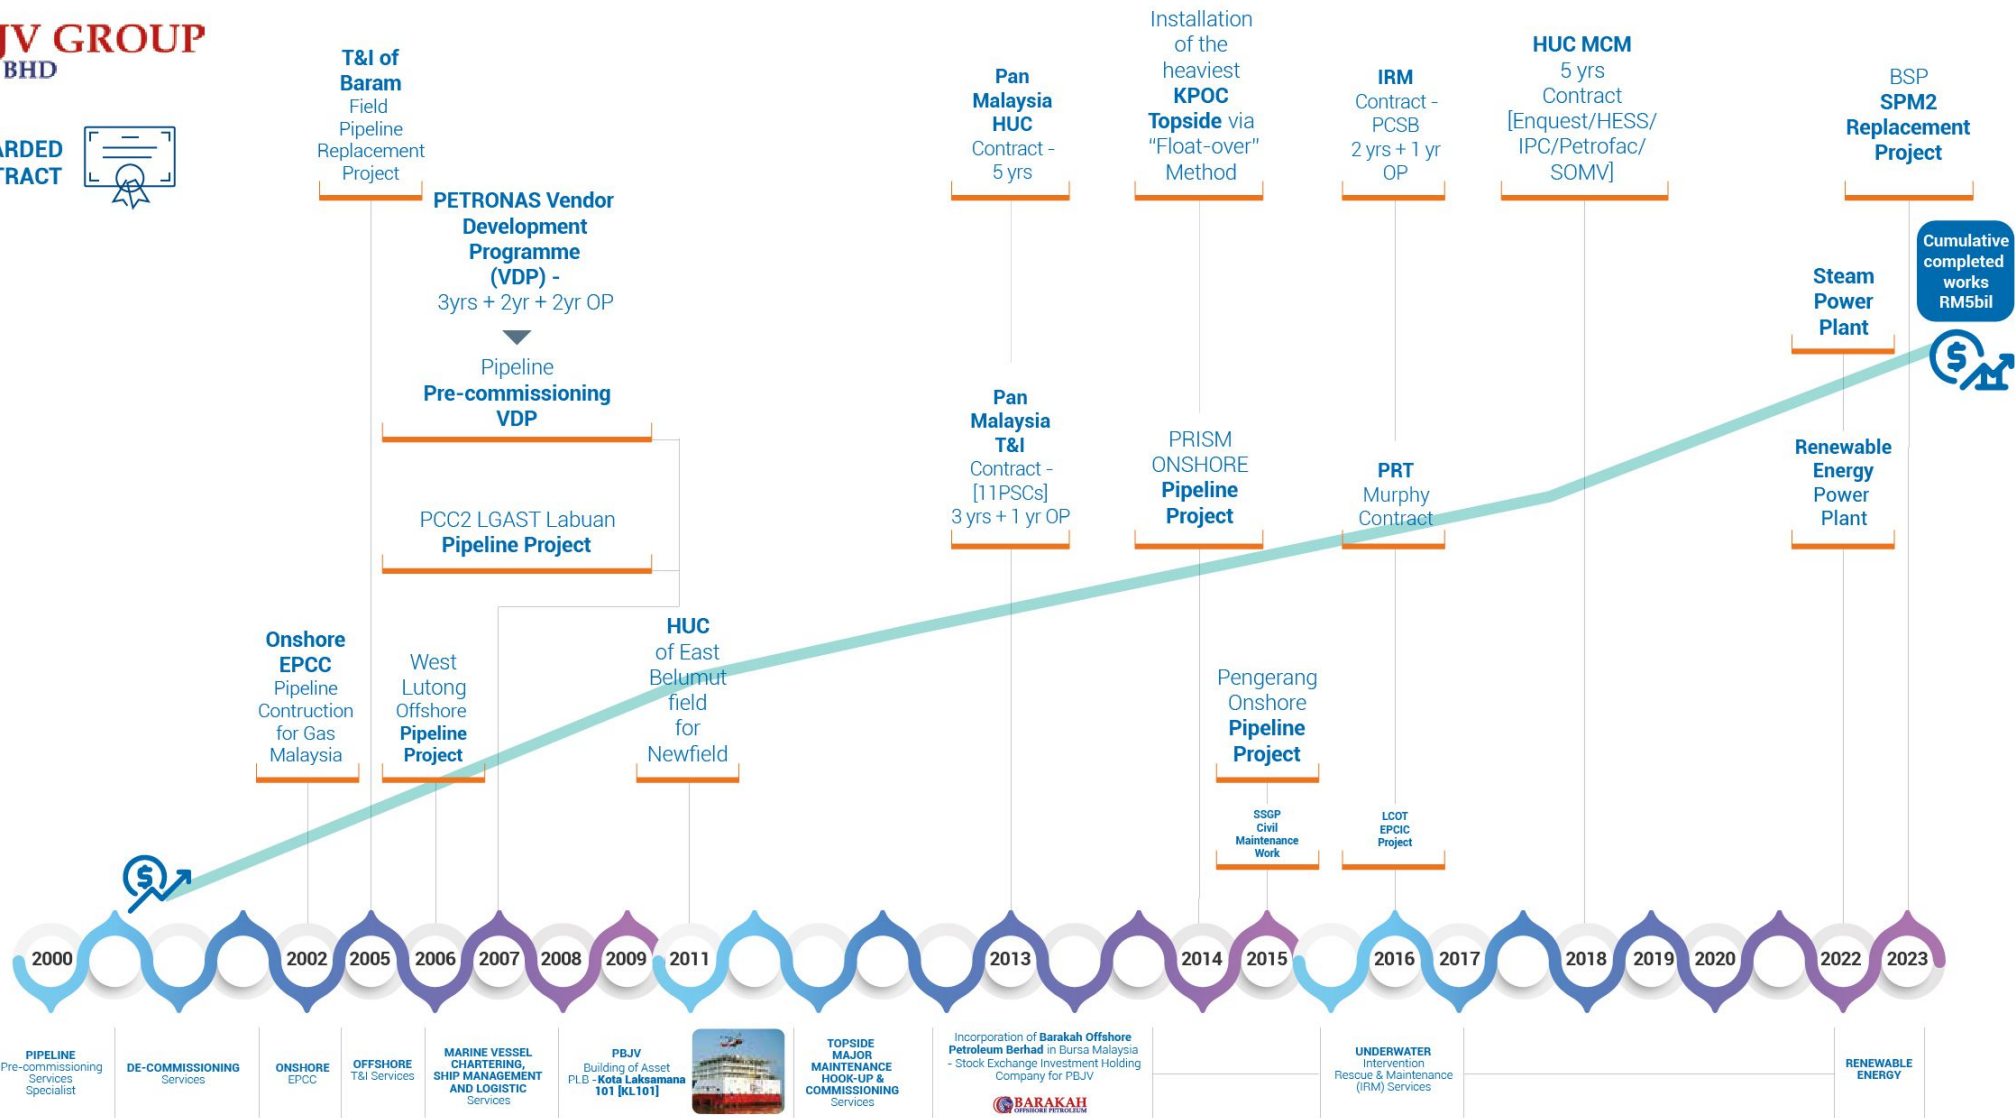 JV GROUP
BHD
ARDED
TRACT
T&I of
Baram
Field
Pipeline
Replacement
Project
PETRONAS Vendor
Development
Programme
(VDP) -
3yrs + 2yr + 2yr OP
Pipeline
Pre-commissioning
VDP
PCC2 LGAST Labuan
Pipeline Project
Onshore
EPCC
Pipeline
Contruction
for Gas
Malaysia
West
Lutong
Offshore
Pipeline
Project
HUC
of East
Belumut
field
for
Newfield
Pan
Malaysia
HUC
Contract -
5 yrs
Pan
Malaysia
T&I
Contract -
[11PSCs]
3 yrs + 1 yr OP
Installation
of the
heaviest
KPOC
Topside via
“Float-over”
Method
PRISM
ONSHORE
Pipeline
Project
Pengerang
Onshore
Pipeline
Project
SSGP
Civil
Maintenance
Work
IRM
Contract -
PCSB
2 yrs + 1 yr
OP
PRT
Murphy
Contract
LCOT
EPCIC
Project
HUC MCM
5 yrs
Contract
[Enquest/HESS/
IPC/Petrofac/
SOMV]
BSP
SPM2
Replacement
Project
Steam
Power
Plant
Renewable
Energy
Power
Plant
Cumulative
completed
works
RM5bil
2000
2002
2005
2006
2007
2008
2009
2011
2013
2014
2015
2016
2017
2018
2019
2020
2022
2023
PIPELINE
Pre-commissioning
Services
Specialist
DE-COMMISSIONING
Services
ONSHORE
EPCC
OFFSHORE
T&I Services
MARINE VESSEL
CHARTERING,
SHIP MANAGEMENT
AND LOGISTIC
Services
PBJV
Building of Asset
PLB - Kota Laksamana
101 [KL101]
TOPSIDE
MAJOR
MAINTENANCE
HOOK-UP &
COMMISSIONING
Services
Incorporation of Barakah Offshore
Petroleum Berhad in Bursa Malaysia
- Stock Exchange Investment Holding
Company for PBJV
BARAKAH
OFFSHORE PETROLEUM
UNDERWATER
Intervention
Rescue & Maintenance
(IRM) Services
RENEWABLE
ENERGY